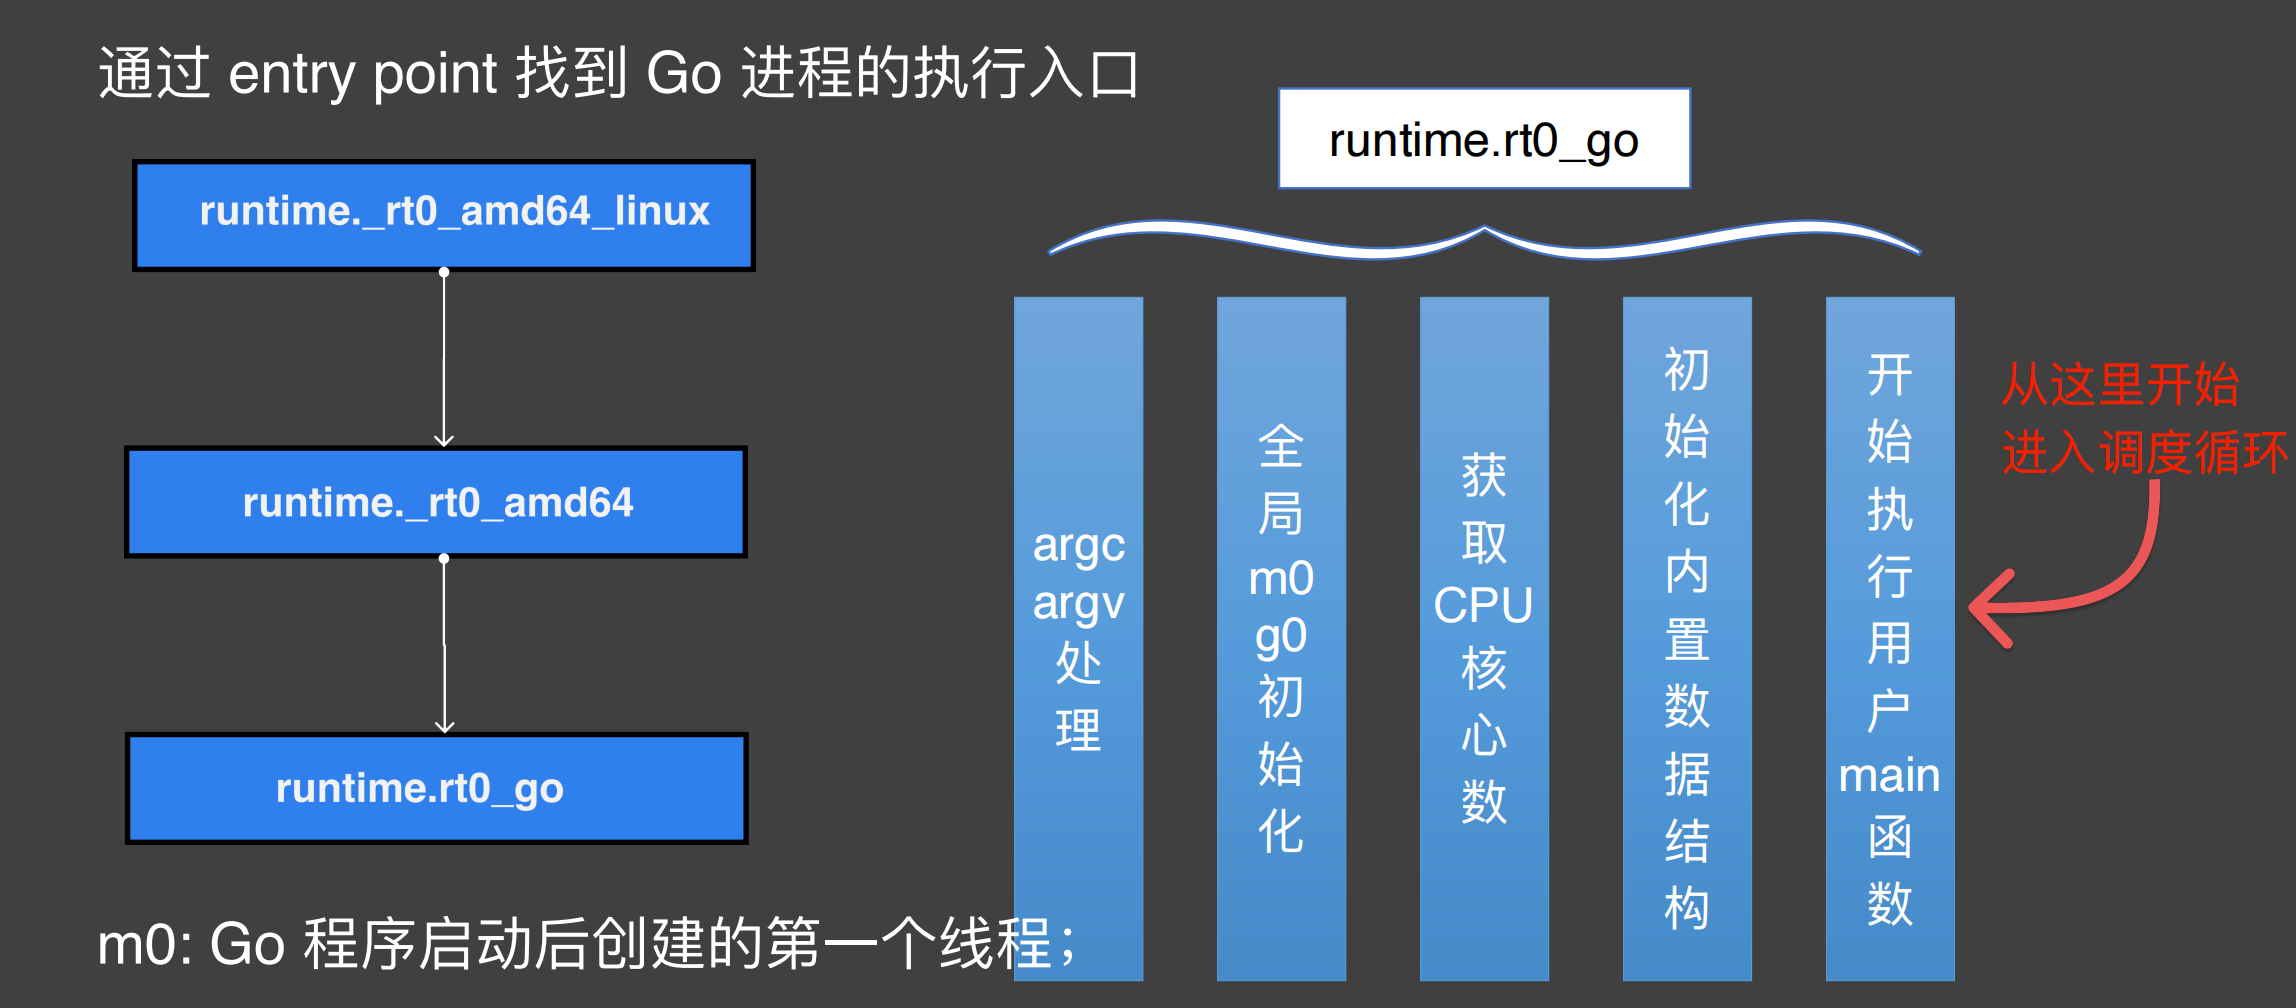 通过 entry point 找到 Go 进程的执行入口
runtime._rt0_amd64_linux
runtime._rt0_amd64
runtime.rt0_go
m0: Go 程序启动后创建的第一个线程；
runtime.rt0_go
argc
argv
处
理
全
局
m0
g0
初
始
化
获
取
CPU
核
心
数
初
始
化
内
置
数
据
结
构
开
始
执
行
用
户
main
函
数
从这里开始
进入调度循环